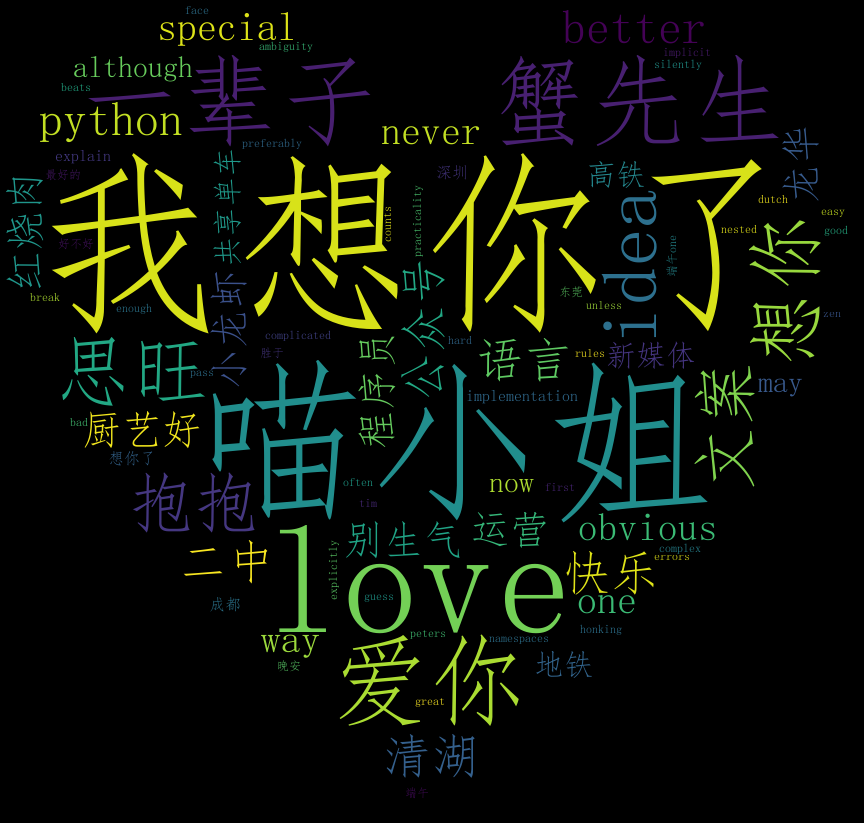 face
special
better
ambiguity
implicit
although
silently
beats
一辈子
蟹先生
python
never
preferably
explain
深圳
高铁
龙华
最好的
红烧肉
共享单车
我想你了
counts
practicality
idea
dutch
easy
nested
good
好不好
端午one
想你
break
enough
小龙虾
公众号
东莞
unless
zen
complicated
hard
思旺
程序员
语言
新媒体
胜于
rules
pass
喵小姐
文案
may
implementation
厨艺好
bad
想你了
often
now
first
抱抱
tim
love
别生气
运营
obvious
二中
explicitly
快乐
errors
complex
成都
guess
one
honking
way
peters
namespaces
晚安
爱你
地铁
great
清湖
端午